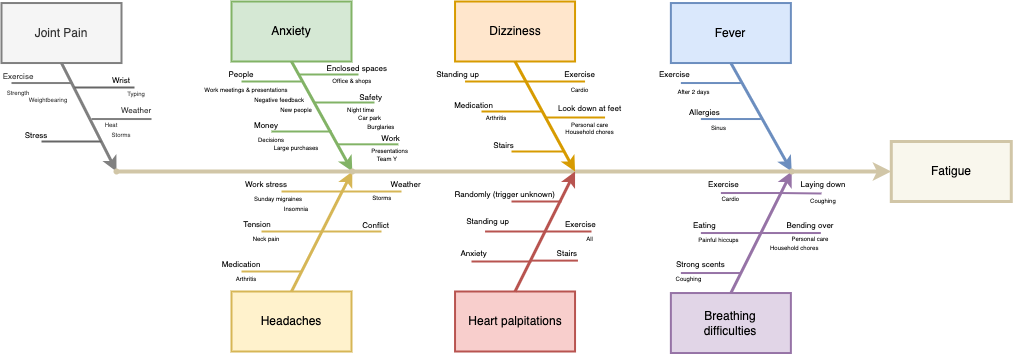 Joint Pain
Anxiety
Dizziness
Fever
Exercise
Strength
Weightbearing
Wrist
Typing
Weather
Heat
Storms
Stress
People
Work meetings & presentations
Negative feedback
New people
Enclosed spaces
Office & shops
Safety
Night time
Car park
Burglaries
Money
Decisions
Large purchases
Work
Presentations
Team Y
Standing up
Exercise
Cardio
Medication
Arthritis
Look down at feet
Personal care
Household chores
Stairs
Exercise
After 2 days
Allergies
Sinus
Fatigue
Work stress
Sunday migraines
Insomnia
Weather
Storms
Tension
Neck pain
Conflict
Medication
Arthritis
Randomly (trigger unknown)
Standing up
Exercise
All
Anxiety
Stairs
Exercise
Cardio
Laying down
Coughing
Eating
Painful hiccups
Bending over
Personal care
Household chores
Strong scents
Coughing
Headaches
Heart palpitations
Breathing
difficulties